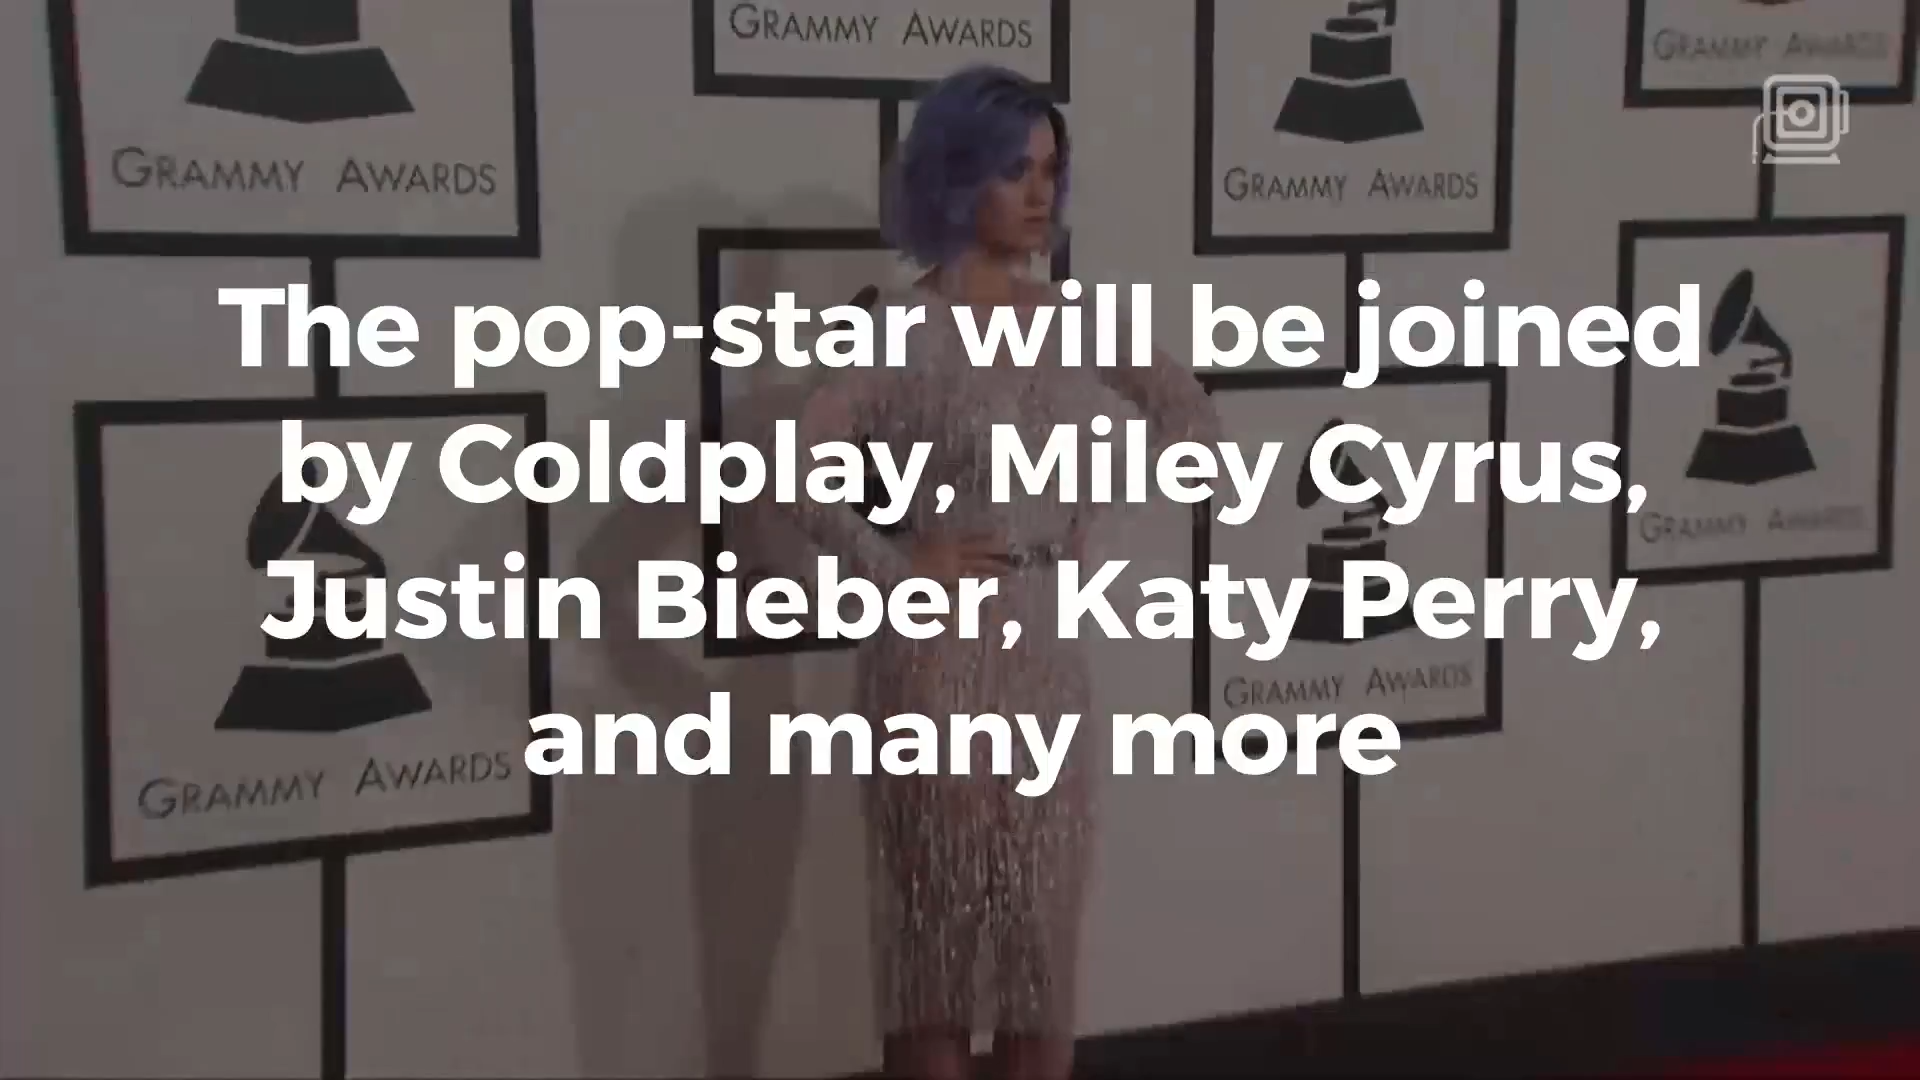 GRAMMY AWARDS
GRAMMY AWARDS
GRAMMY AWARDS
GRAMMY AWARDS
The pop-star will be joined
by Coldplay, Miley Cyrus,
Justin Bieber, Katy Perry,
and many more
GRAMMY AWARDS
GRAMMY AWARDS
GRAMMY AWARDS